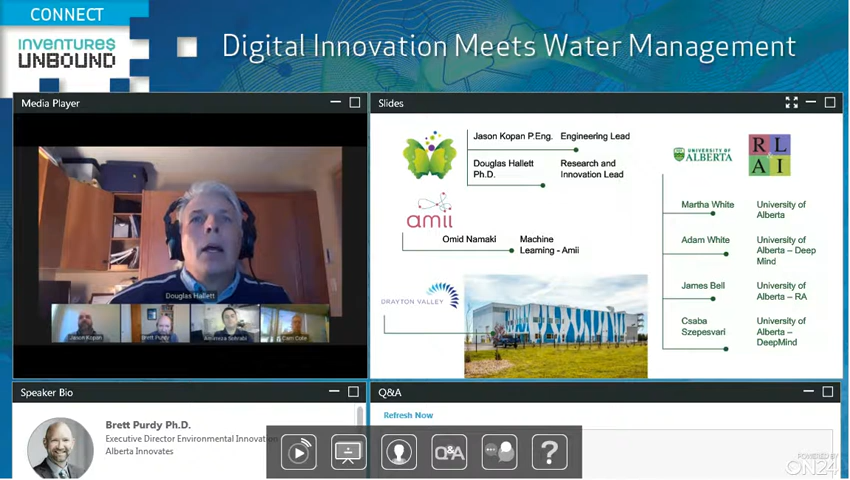 CONNECT
INVENTURES
UNBOUND
Digital Innovation Meets Water Management
Media Player
Douglas Hallett
Jason Kopan
Brett Purdy
Cam Cote
Slides
Jason Kopan P.Eng. Engineering Lead
Douglas Hallett Research and
Ph.D. Innovation Lead
amii
Omid Namaki Machine
Learning - Amii
DRAYTON VALLEY
UNIVERSITY OF
ALBERTA
R L
A I
Martha White University of
Alberta
Adam White University of
Alberta – Deep
Mind
James Bell University of
Alberta – RA
Csaba University of
Szepesvari Alberta –
DeepMind
Speaker Bio
Brett Purdy Ph.D.
Executive Director Environmental Innovation
Alberta Innovates
Q&A
Refresh Now
Q&A
?
POWERED BY
ON24